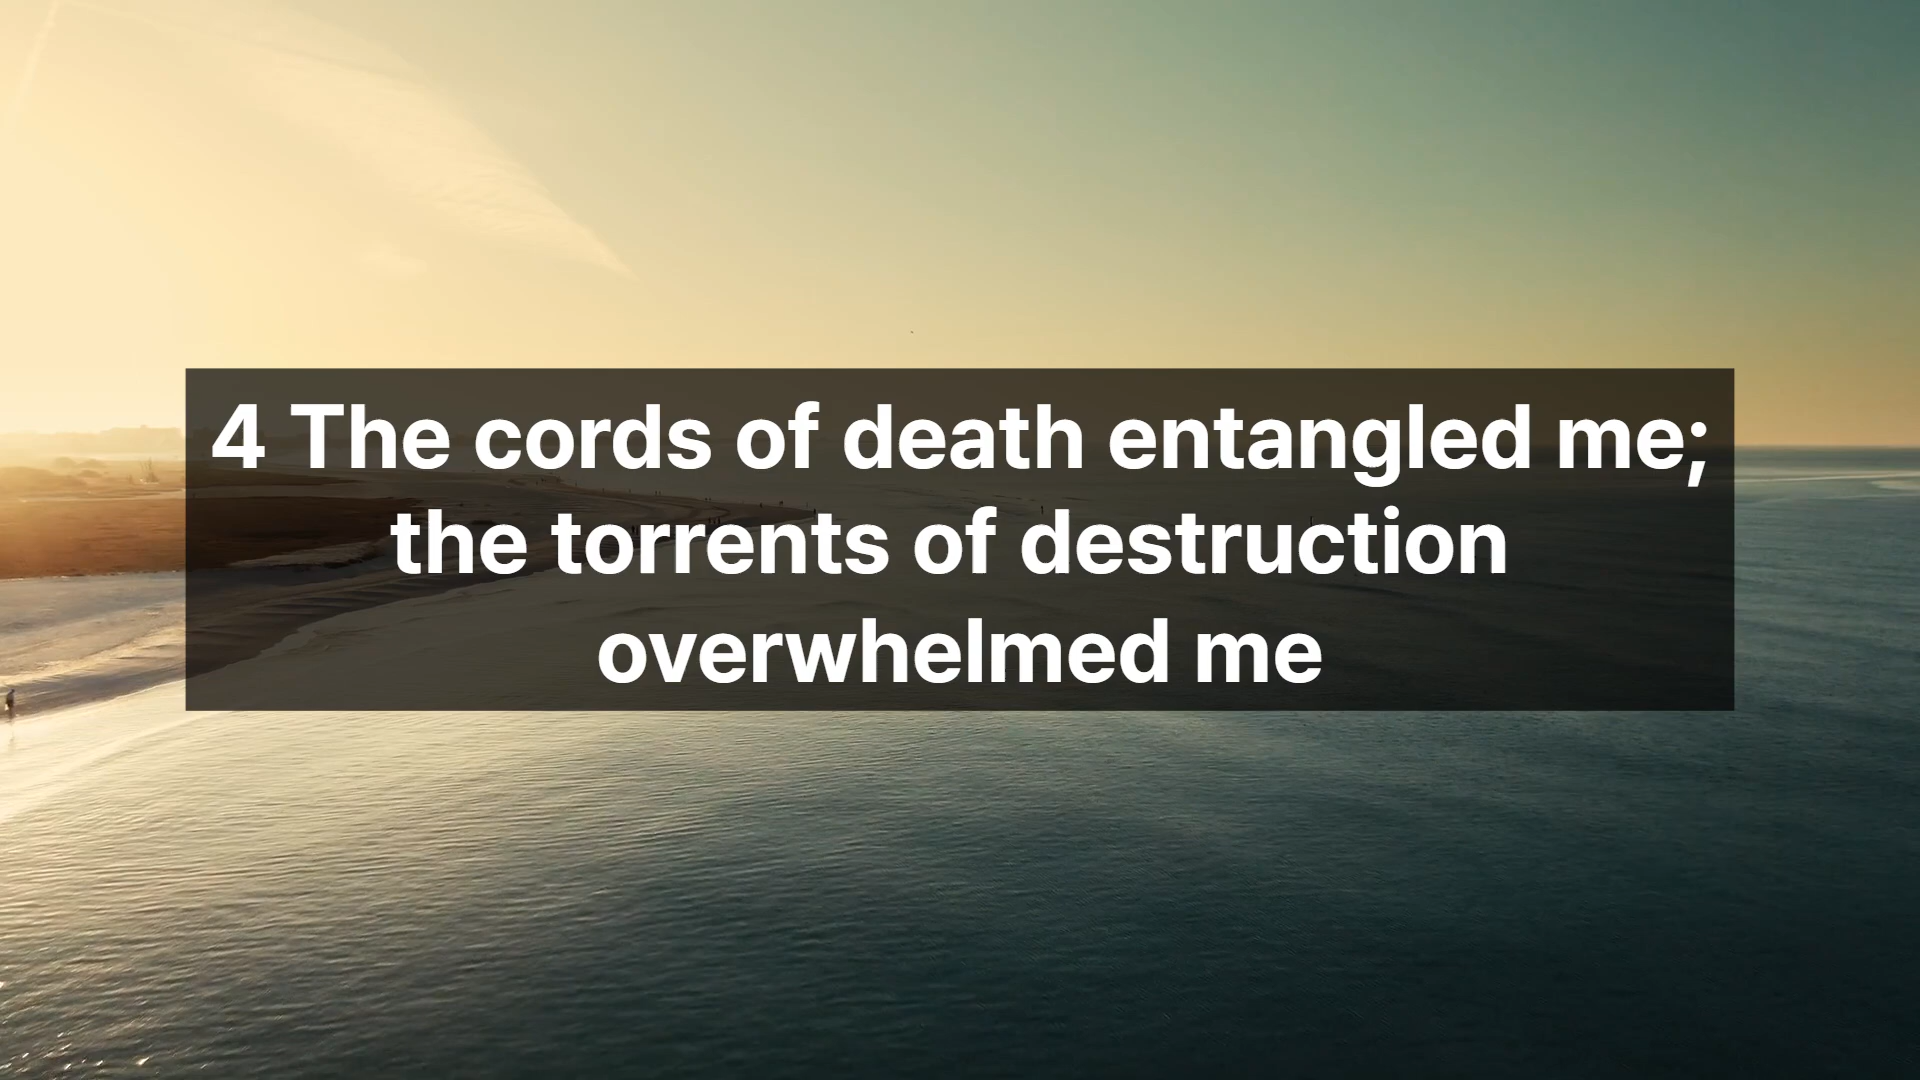 4 The cords of death entangled me;
the torrents of destruction
overwhelmed me